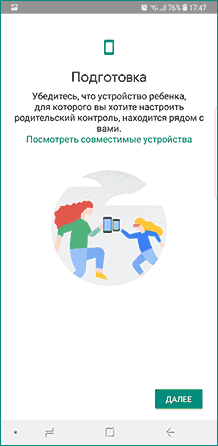 76% 17:47
Подготовка
Убедитесь, что устройство ребенка,
для которого вы хотите настроить
родительский контроль, находится рядом с
вами.
Посмотреть совместимые устройства
ДАЛЕЕ